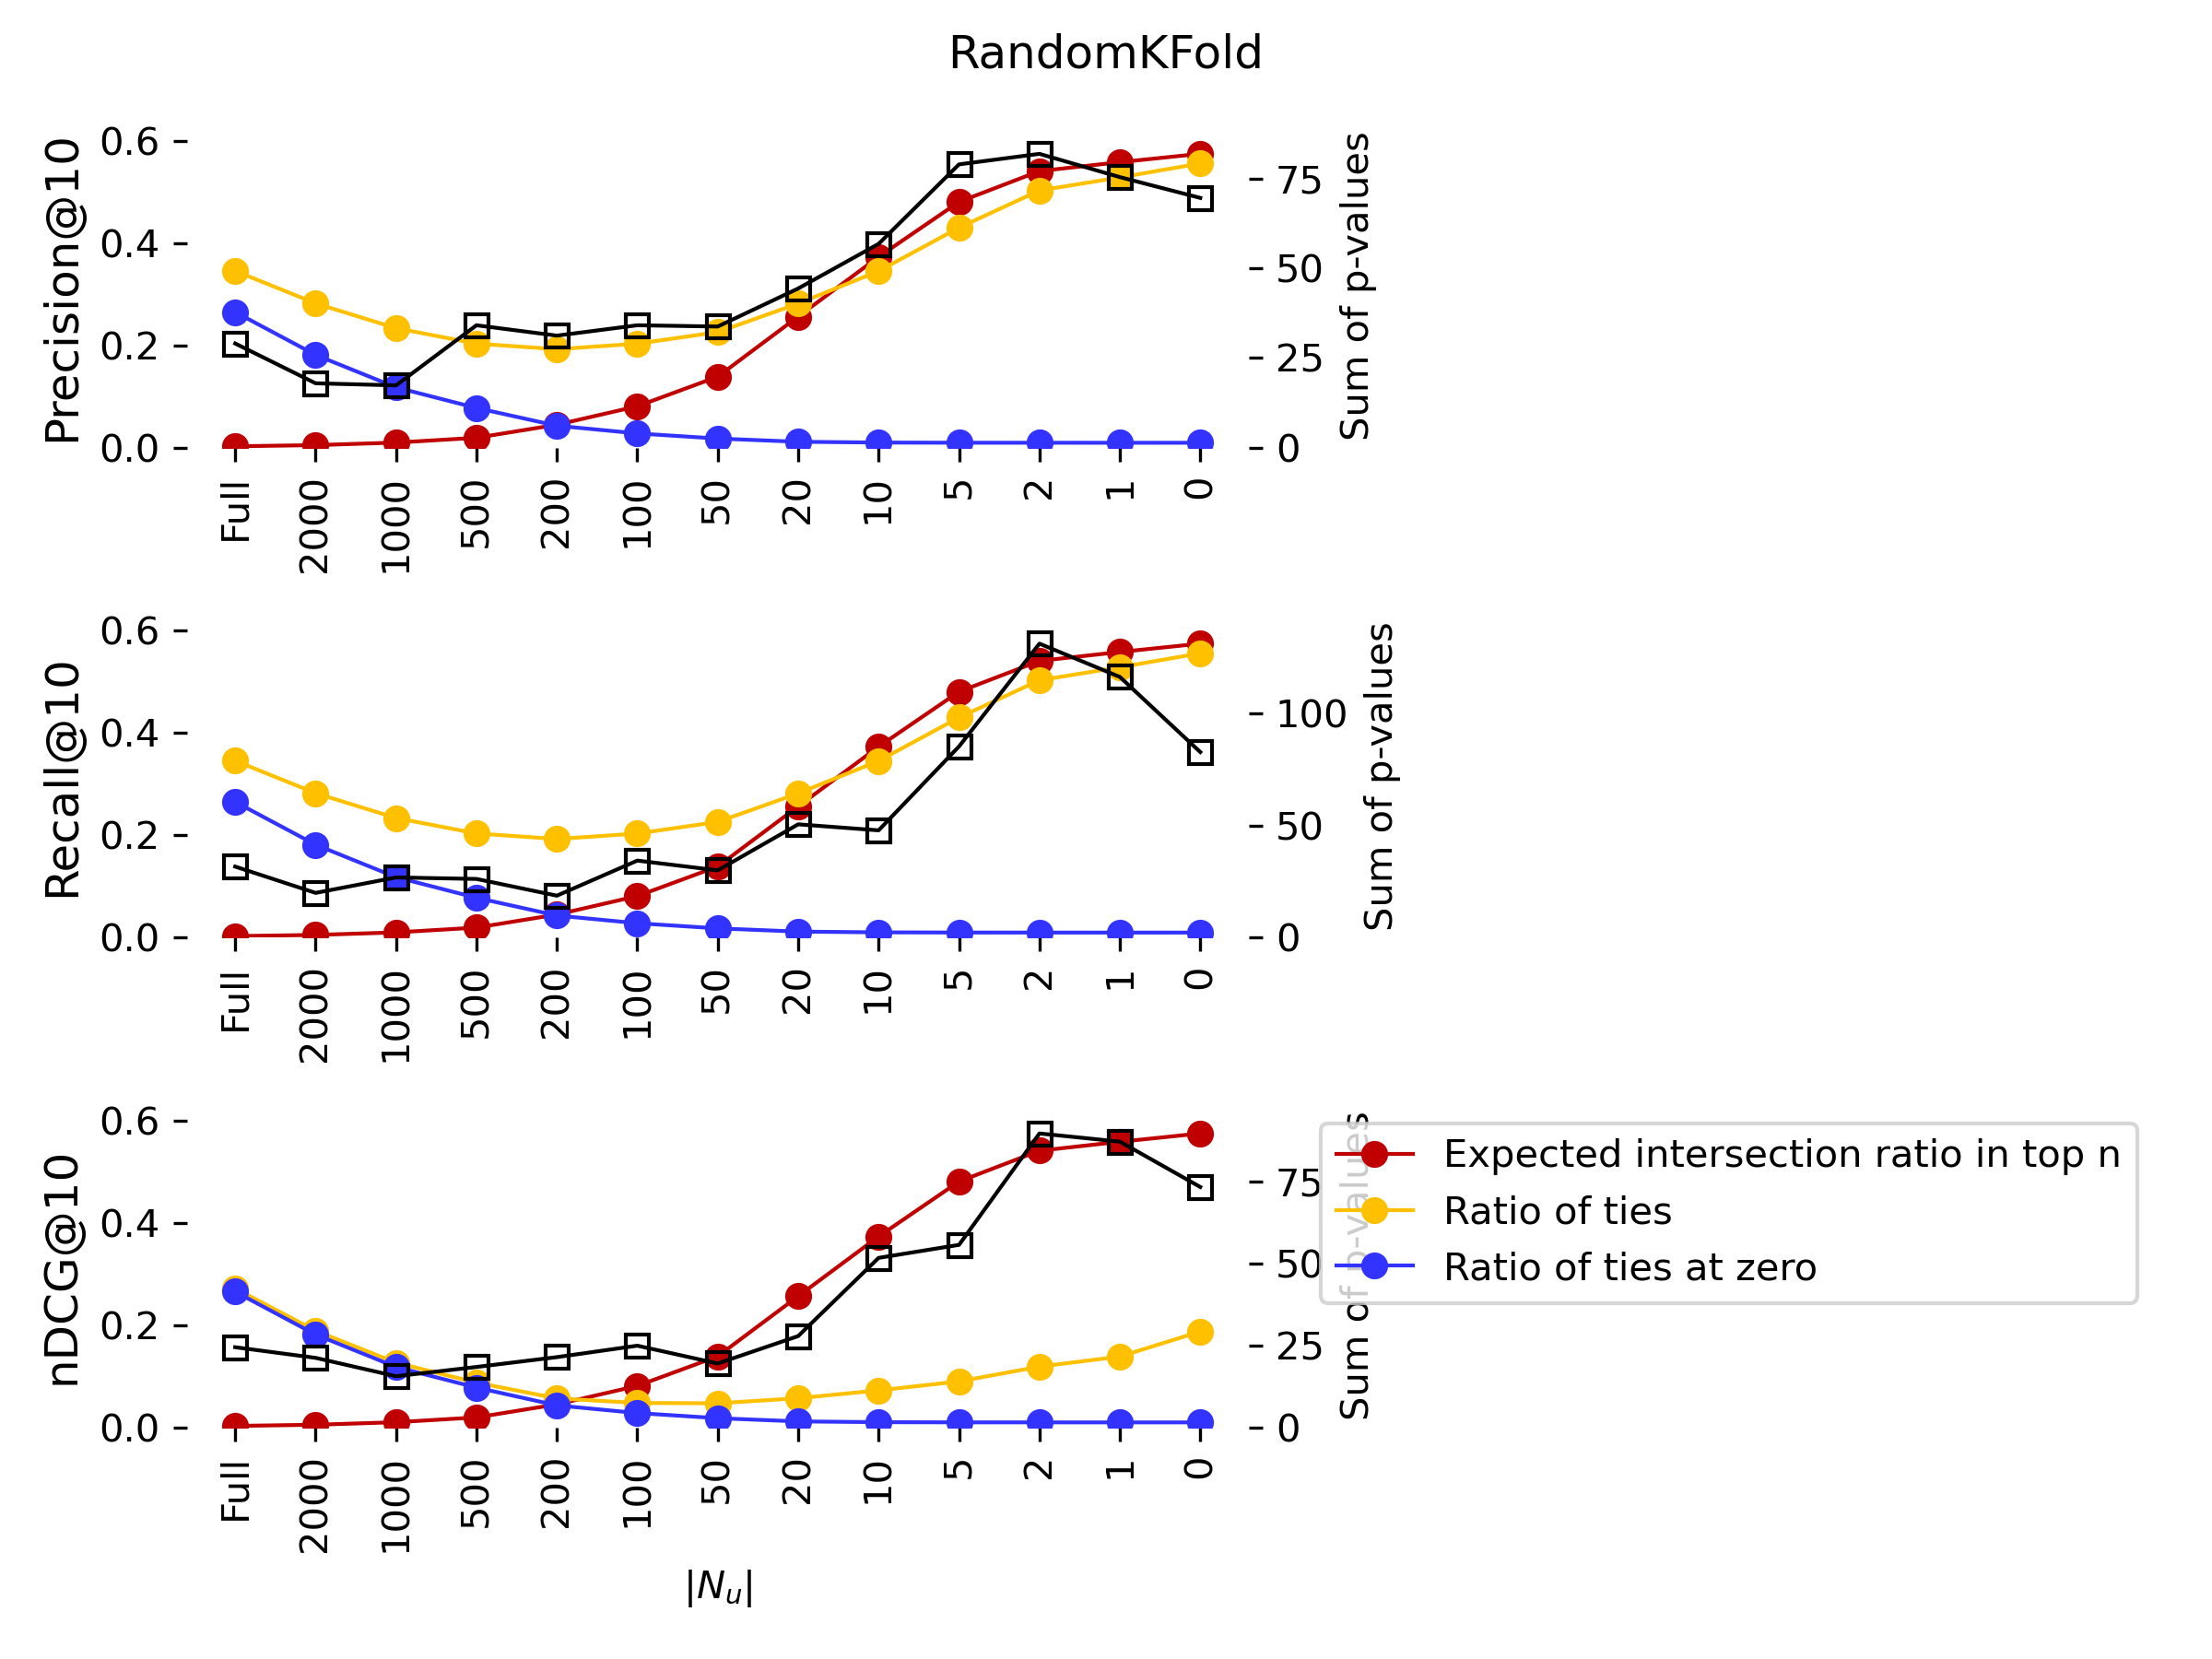 RandomKFold
Precision@10
0.6
0.4
0.2
0.0
75
50
25
0
Sum of p-values
Full 2000 1000 500 200 100 50 20 10 5 2 1 0
Recall@10
0.6
0.4
0.2
0.0
100
50
0
Sum of p-values
Full 2000 1000 500 200 100 50 20 10 5 2 1 0
nDCG@10
0.6
0.4
0.2
0.0
75
50
25
0
Sum of p-values
Expected intersection ratio in top n
Ratio of ties
Ratio of ties at zero
Full 2000 1000 500 200 100 50 20 10 5 2 1 0
|N_u|